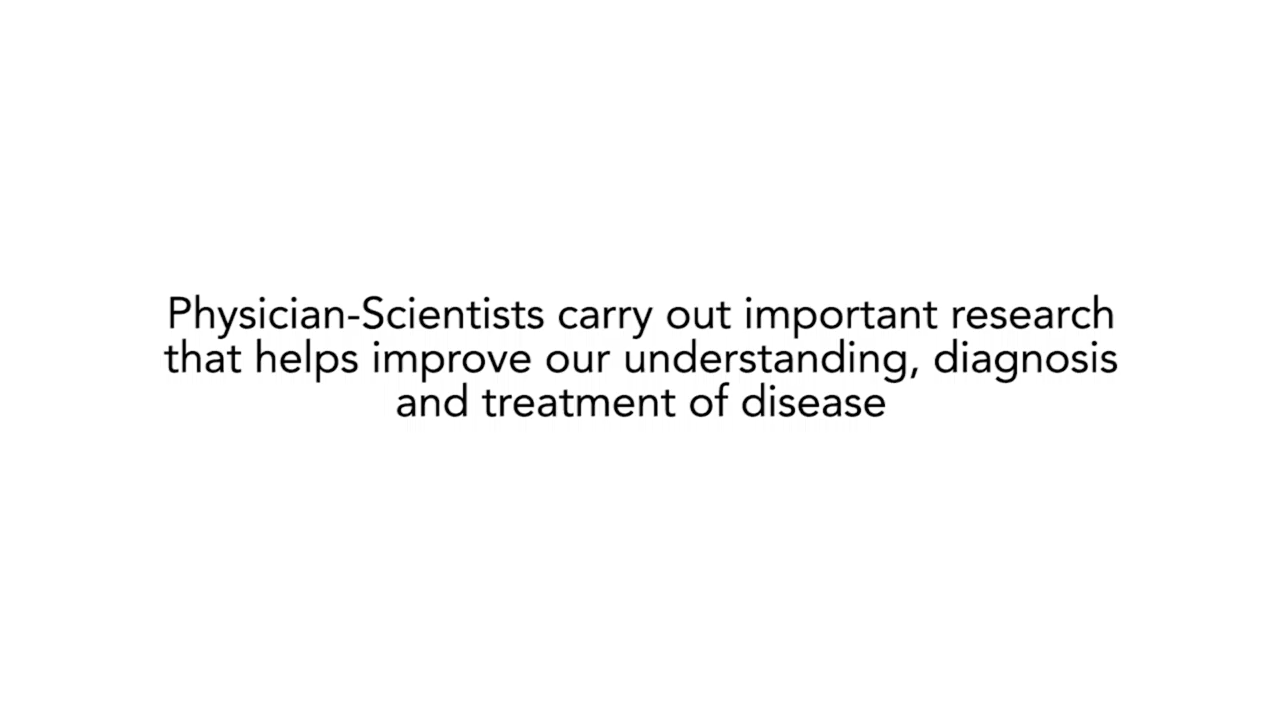 Physician-Scientists carry out important research
that helps improve our understanding, diagnosis
and treatment of disease